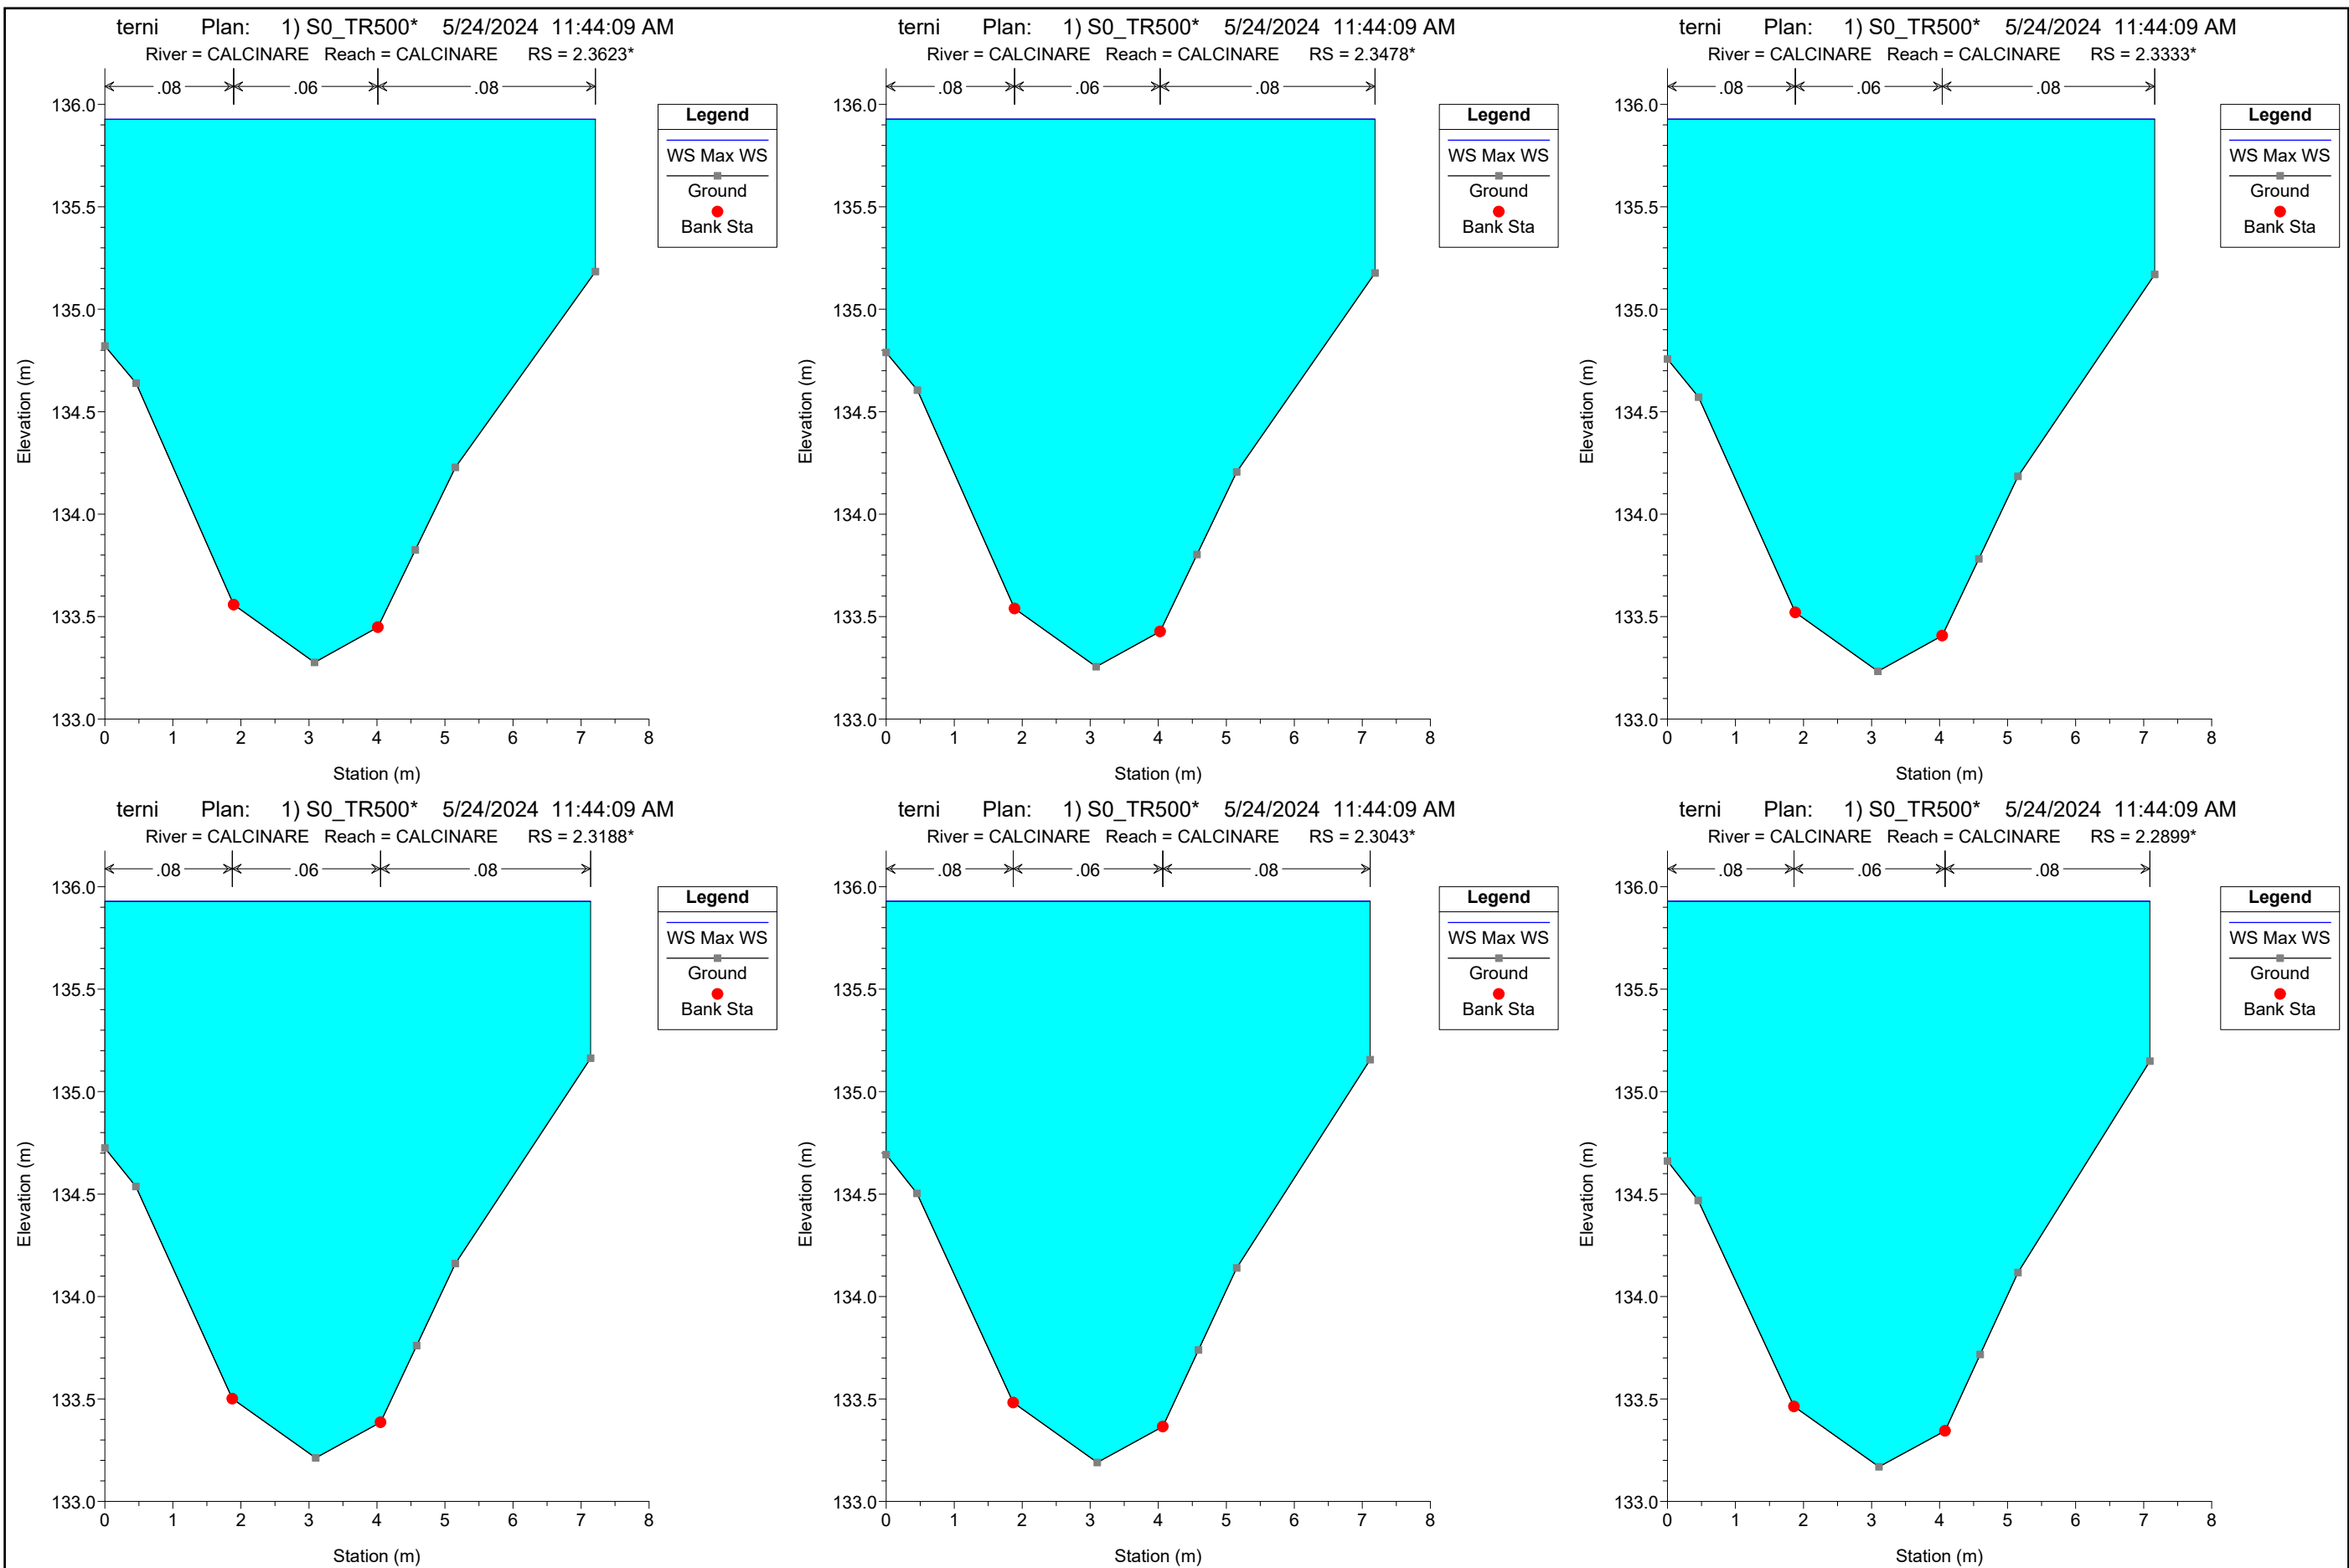 terni Plan: 1) S0_TR500* 5/24/2024 11:44:09 AM
River = CALCINARE Reach = CALCINARE RS = 2.3623*
.08 .06 .08
Legend
WS Max WS
Ground
Bank Sta
136.0
135.5
135.0
134.5
134.0
133.5
133.0
Elevation (m)
0 1 2 3 4 5 6 7 8
Station (m)
terni Plan: 1) S0_TR500* 5/24/2024 11:44:09 AM
River = CALCINARE Reach = CALCINARE RS = 2.3478*
.08 .06 .08
Legend
WS Max WS
Ground
Bank Sta
136.0
135.5
135.0
134.5
134.0
133.5
133.0
Elevation (m)
0 1 2 3 4 5 6 7 8
Station (m)
terni Plan: 1) S0_TR500* 5/24/2024 11:44:09 AM
River = CALCINARE Reach = CALCINARE RS = 2.3333*
.08 .06 .08
Legend
WS Max WS
Ground
Bank Sta
136.0
135.5
135.0
134.5
134.0
133.5
133.0
Elevation (m)
0 1 2 3 4 5 6 7 8
Station (m)
terni Plan: 1) S0_TR500* 5/24/2024 11:44:09 AM
River = CALCINARE Reach = CALCINARE RS = 2.3188*
.08 .06 .08
Legend
WS Max WS
Ground
Bank Sta
136.0
135.5
135.0
134.5
134.0
133.5
133.0
Elevation (m)
0 1 2 3 4 5 6 7 8
Station (m)
terni Plan: 1) S0_TR500* 5/24/2024 11:44:09 AM
River = CALCINARE Reach = CALCINARE RS = 2.3043*
.08 .06 .08
Legend
WS Max WS
Ground
Bank Sta
136.0
135.5
135.0
134.5
134.0
133.5
133.0
Elevation (m)
0 1 2 3 4 5 6 7 8
Station (m)
terni Plan: 1) S0_TR500* 5/24/2024 11:44:09 AM
River = CALCINARE Reach = CALCINARE RS = 2.2899*
.08 .06 .08
Legend
WS Max WS
Ground
Bank Sta
136.0
135.5
135.0
134.5
134.0
133.5
133.0
Elevation (m)
0 1 2 3 4 5 6 7 8
Station (m)